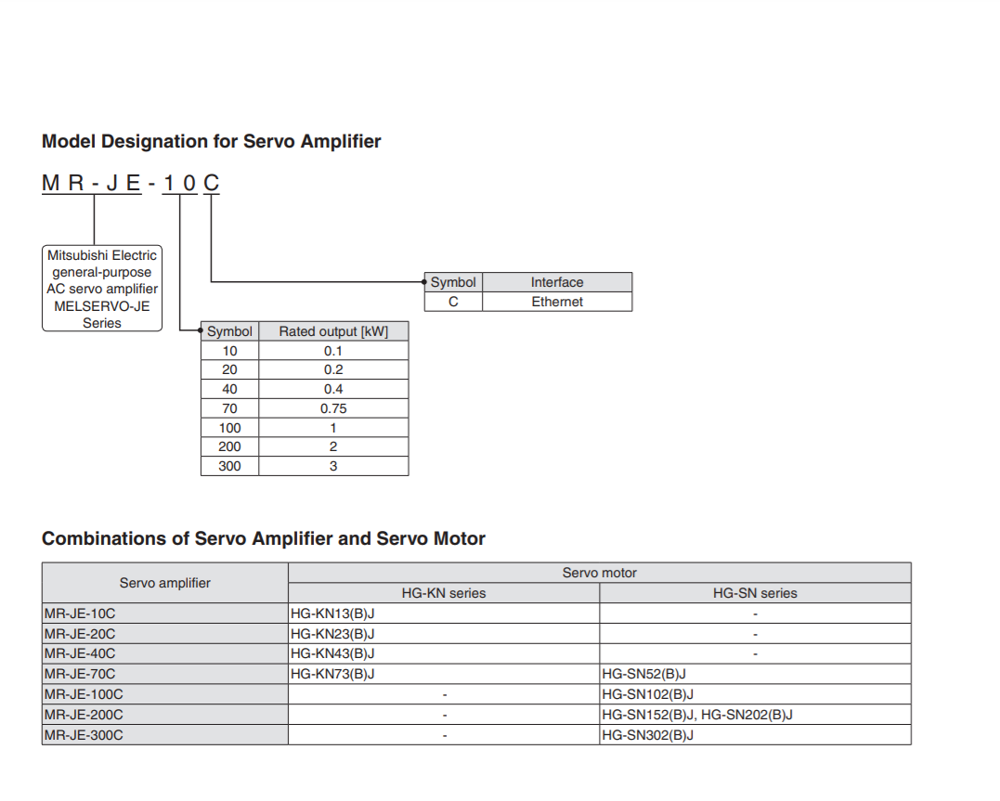 Model Designation for Servo Amplifier
MR-JE-10C
Mitsubishi Electric
general-purpose
AC servo amplifier
MELSERVO-JE
Series
Symbol Interface
C Ethernet
Symbol Rated output [kW]
10 0.1
20 0.2
40 0.4
70 0.75
100 1
200 2
300 3
Combinations of Servo Amplifier and Servo Motor
Servo amplifier Servo motor
HG-KN series HG-SN series
MR-JE-10C HG-KN13(B)J -
MR-JE-20C HG-KN23(B)J -
MR-JE-40C HG-KN43(B)J -
MR-JE-70C HG-KN73(B)J HG-SN52(B)J
MR-JE-100C - HG-SN102(B)J
MR-JE-200C - HG-SN152(B)J, HG-SN202(B)J
MR-JE-300C - HG-SN302(B)J